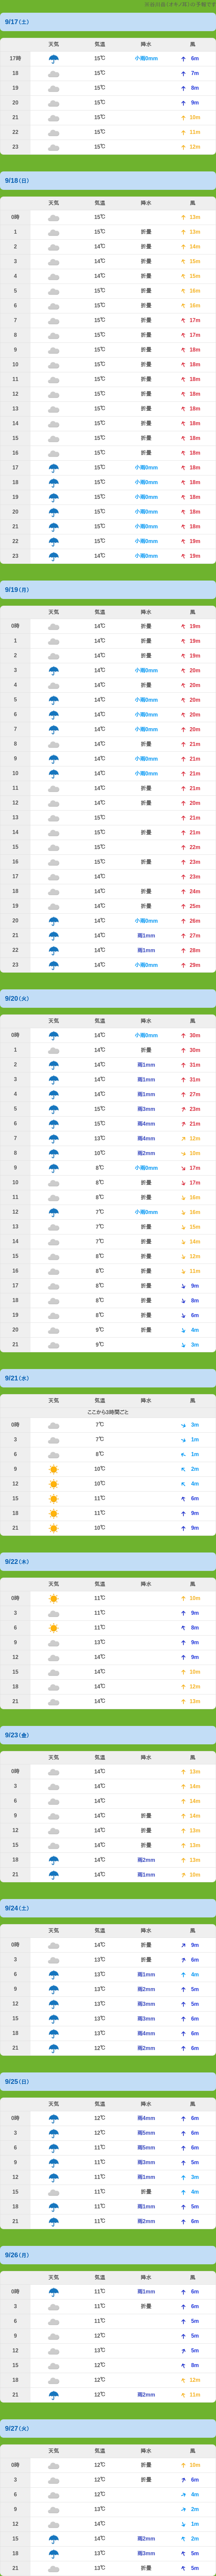 の予報です
9/17(土)
天気 気温 降水 風
17時 15℃ 小雨0mm 6m
18 15℃ 7m
19 15℃ 8m
20 15℃ 9m
21 15℃ 10m
22 15℃ 11m
23 15℃ 12m
9/18(日)
天気 気温 降水 風
0時 15℃ 12m
1 15℃ 折畳 13m
2 14℃ 折畳 14m
3 14℃ 折畳 15m
4 14℃ 折畳 15m
5 15℃ 折畳 16m
6 15℃ 折畳 16m
7 15℃ 折畳 17m
8 15℃ 折畳 17m
9 15℃ 折畳 18m
10 15℃ 折畳 18m
11 15℃ 折畳 18m
12 15℃ 折畳 18m
13 15℃ 折畳 18m
14 15℃ 折畳 18m
15 15℃ 折畳 18m
16 15℃ 折畳 18m
17 15℃ 小雨0mm 18m
18 15℃ 小雨0mm 18m
19 15℃ 小雨0mm 18m
20 15℃ 小雨0mm 18m
21 15℃ 小雨0mm 18m
22 14℃ 小雨0mm 19m
23 14℃ 小雨0mm 19m
9/19(月)
天気 気温 降水 風
0時 14℃ 折畳 19m
1 14℃ 折畳 19m
2 14℃ 折畳 19m
3 14℃ 小雨0mm 20m
4 14℃ 折畳 20m
5 14℃ 小雨0mm 20m
6 14℃ 小雨0mm 20m
7 14℃ 小雨0mm 20m
8 14℃ 折畳 21m
9 14℃ 小雨0mm 21m
10 14℃ 小雨0mm 21m
11 14℃ 折畳 21m
12 14℃ 折畳 20m
13 15℃ 21m
14 15℃ 折畳 21m
15 15℃ 22m
16 15℃ 折畳 23m
17 14℃ 23m
18 14℃ 折畳 24m
19 14℃ 折畳 25m
20 14℃ 小雨0mm 26m
21 14℃ 雨1mm 27m
22 14℃ 雨1mm 28m
23 14℃ 小雨0mm 29m
9/20(火)
天気 気温 降水 風
0時 14℃ 小雨0mm 30m
1 14℃ 折畳 30m
2 14℃ 雨1mm 31m
3 14℃ 雨1mm 31m
4 14℃ 雨1mm 27m
5 15℃ 雨3mm 23m
6 15℃ 雨4mm 21m
7 13℃ 雨4mm 12m
8 10℃ 雨2mm 10m
9 8℃ 小雨0mm 17m
10 8℃ 折畳 17m
11 8℃ 折畳 16m
12 7℃ 小雨0mm 16m
13 7℃ 折畳 15m
14 7℃ 折畳 14m
15 8℃ 折畳 12m
16 8℃ 折畳 11m
17 8℃ 折畳 9m
18 8℃ 折畳 8m
19 8℃ 折畳 6m
20 9℃ 折畳 4m
21 9℃ 3m
9/21(水)
天気 気温 降水 風
ここから3時間ごと
0時 7℃ 3m
3 7℃ 1m
6 8℃ 1m
9 10℃ 2m
12 10℃ 4m
15 11℃ 6m
18 11℃ 9m
21 10℃ 9m
9/22(木)
天気 気温 降水 風
0時 11℃ 10m
3 11℃ 9m
6 11℃ 8m
9 13℃ 9m
12 14℃ 9m
15 14℃ 10m
18 14℃ 12m
21 14℃ 13m
9/23(金)
天気 気温 降水 風
0時 14℃ 13m
3 14℃ 14m
6 14℃ 14m
9 14℃ 折畳 14m
12 14℃ 折畳 13m
15 14℃ 折畳 13m
18 14℃ 雨2mm 13m
21 14℃ 雨1mm 10m
9/24(土)
天気 気温 降水 風
0時 14℃ 折畳 9m
3 13℃ 折畳 6m
6 13℃ 雨1mm 4m
9 13℃ 雨2mm 5m
12 13℃ 雨3mm 5m
15 13℃ 雨3mm 6m
18 13℃ 雨4mm 6m
21 12℃ 雨2mm 6m
9/25(日)
天気 気温 降水 風
0時 12℃ 雨4mm 6m
3 12℃ 雨5mm 6m
6 11℃ 雨5mm 6m
9 11℃ 雨3mm 5m
12 11℃ 雨1mm 3m
15 11℃ 折畳 4m
18 11℃ 雨1mm 5m
21 11℃ 雨2mm 6m
9/26(月)
天気 気温 降水 風
0時 11℃ 雨1mm 6m
3 11℃ 折畳 6m
6 11℃ 5m
9 12℃ 5m
12 13℃ 5m
15 12℃ 8m
18 12℃ 12m
21 12℃ 雨2mm 11m
9/27(火)
天気 気温 降水 風
0時 12℃ 折畳 10m
3 12℃ 折畳 6m
6 12℃ 4m
9 13℃ 2m
12 14℃ 1m
15 14℃ 雨2mm 2m
18 13℃ 雨3mm 5m
21 13℃ 折畳 5m